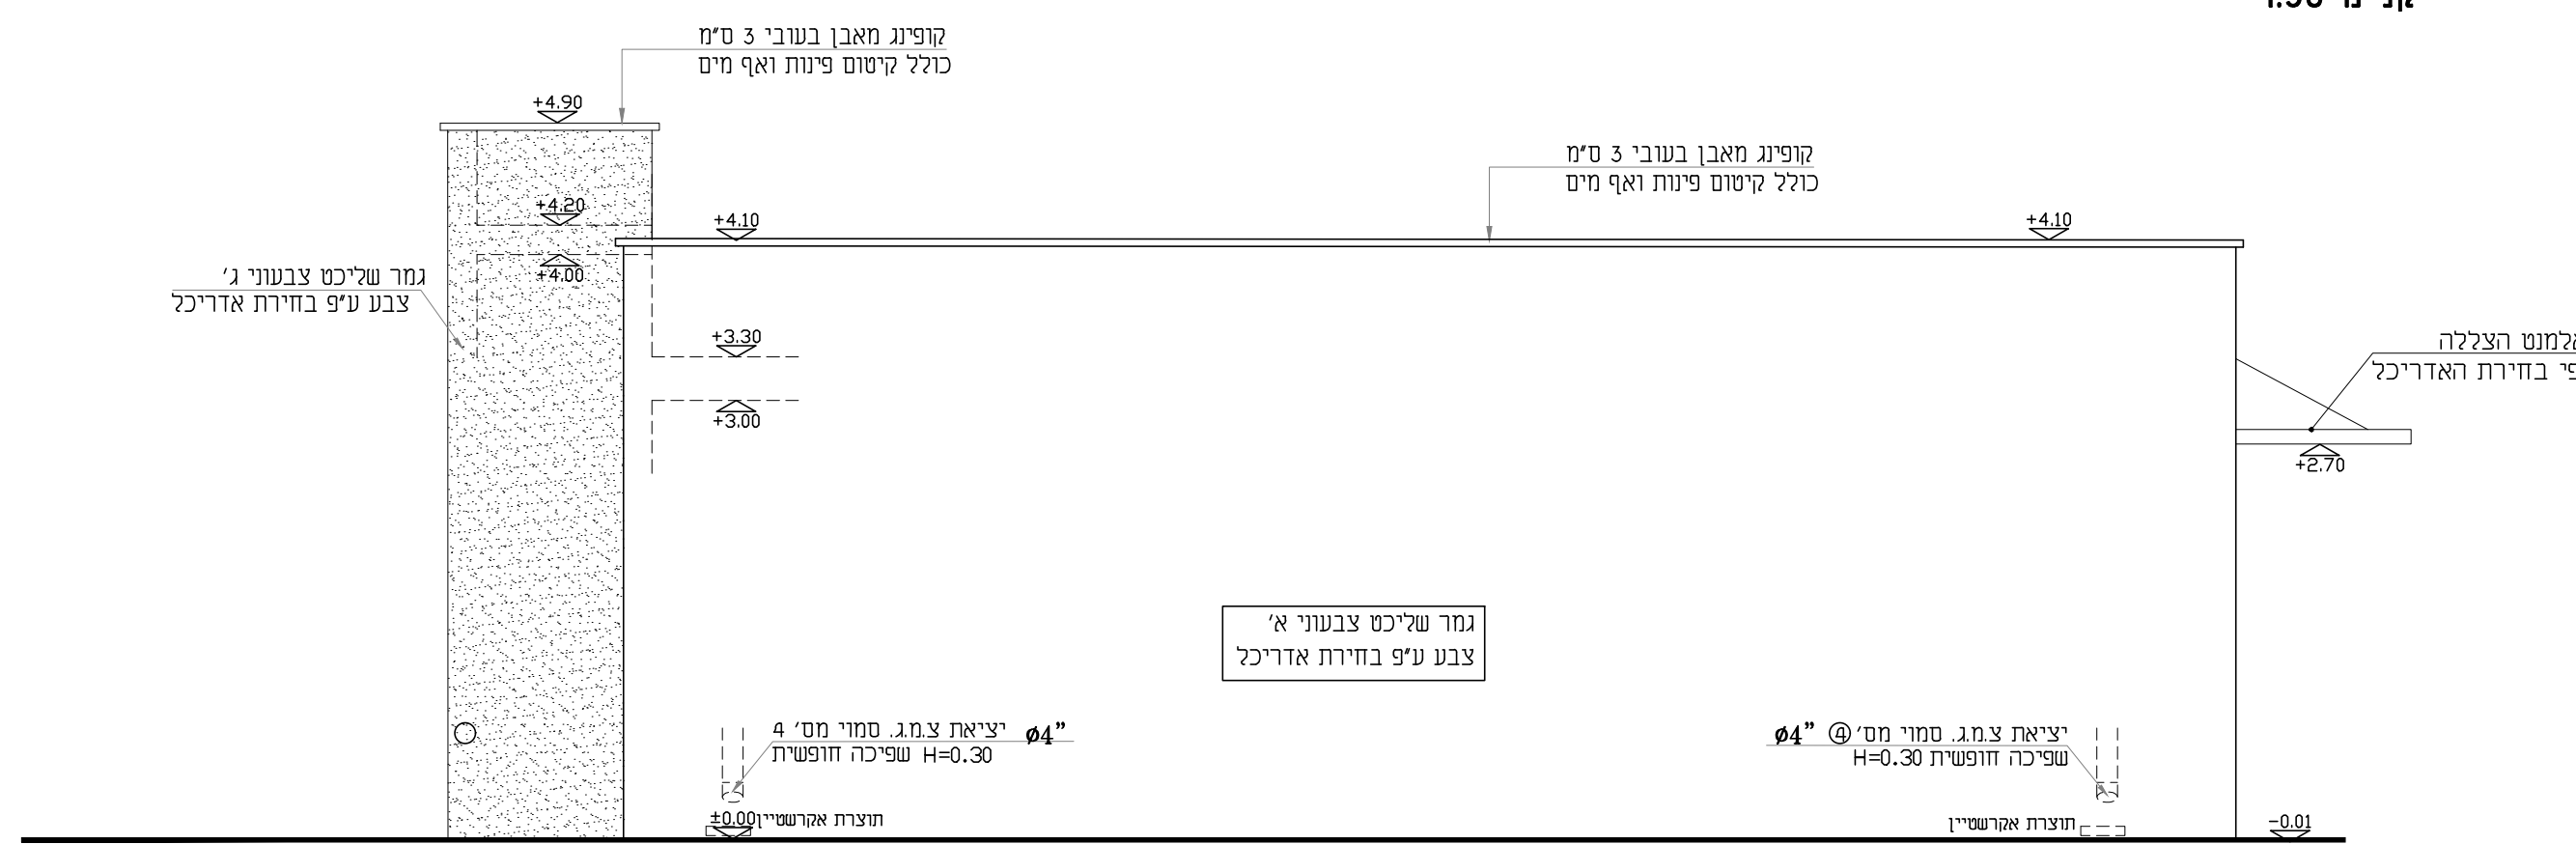 קופינג מאבן בעובי 3 ס"מ
כולל קיטום פינות ואף מים
+4.90
קופינג מאבן בעובי 3 ס"מ
כולל קיטום פינות ואף מים
+4.20
+4.10
+4.10
+4.00
גמר שליכט צבעוני ג'
צבע ע"פ בחירת אדריכל
+3.30
הצללה
בחירת האדריכל
+3.00
+2.70
גמר שליכט צבעוני א'
צבע ע"פ בחירת אדריכל
יציאת צ.מ.ג. סמוי מס' 4 ø4"
שפיכה חופשית H=0.30
יציאת צ.מ.ג. סמוי מס' 4 ø4"
שפיכה חופשית H=0.30
±0.00
תוצרת אקרשטיין
תוצרת אקרשטיין
-0.01